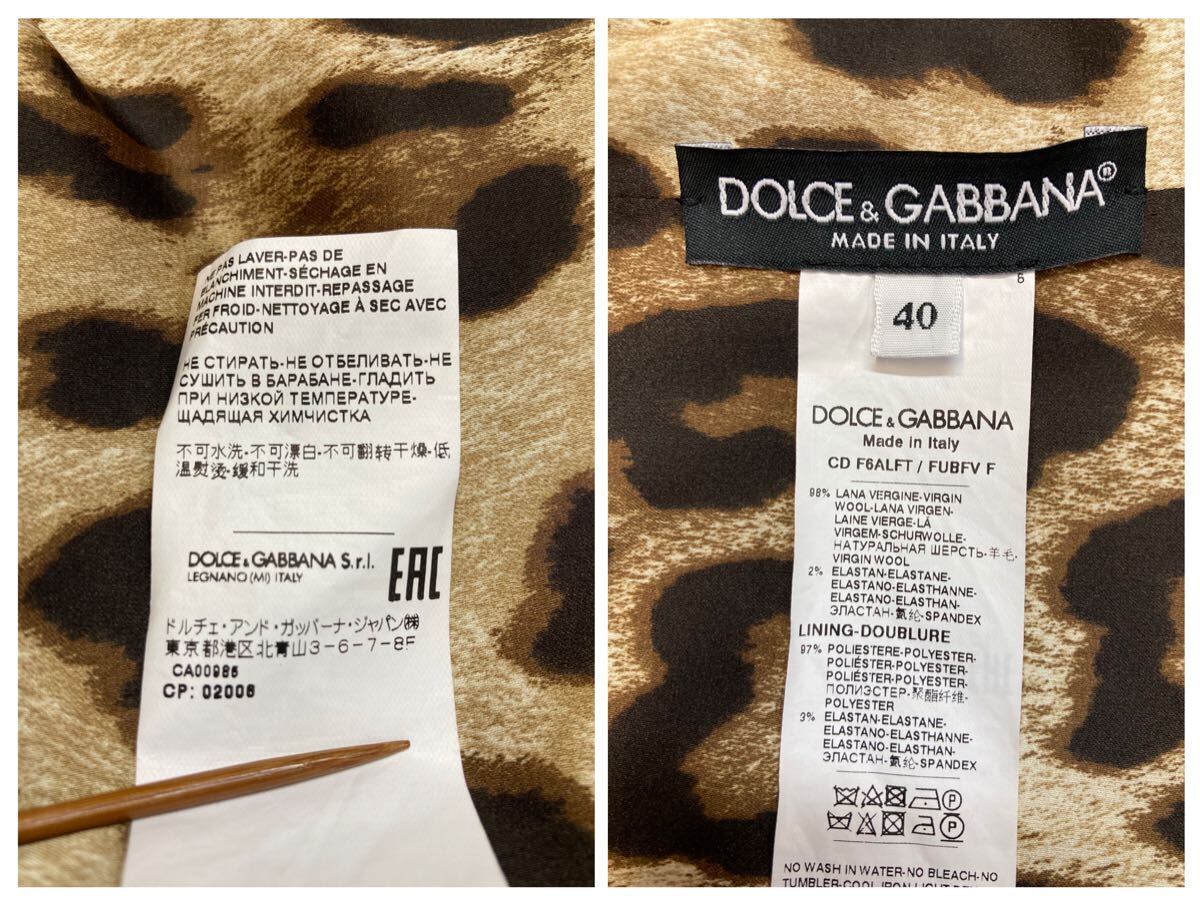 NE PAS LAVER-PAS DE
BLANCHIMENT-SÉCHAGE EN
MACHINE INTERDIT-REPASSAGE
FER FROID-NETTOYAGE À SEC AVEC
PRÉCAUTION
НЕ СТИРАТЬ-НЕ ОТБЕЛИВАТЬ-НЕ
СУШИТЬ В БАРАБАНЕ-ГЛАДИТЬ
ПРИ НИЗКОЙ ТЕМПЕРАТУРЕ-
ЩАДЯЩАЯ ХИМЧИСТКА
不可水洗-不可漂白-不可翻转干燥-低
温熨烫-缓和干洗
DOLCE & GABBANA S.r.l.
LEGNANO (MI) ITALY
EAC
ドルチェ・アンド・ガッバーナ・ジャパン㈱
東京都港区北青山3-6-7-8F
CA00985
CP: 02006
DOLCE & GABBANA®
MADE IN ITALY
40
DOLCE & GABBANA
Made in Italy
CD F6ALFT / FUBFV F
98% LANA VERGINE-VIRGIN
WOOL-LANA VIRGEN-
LAINE VIERGE-LÃ
VIRGEM-SCHURWOLLE-
НАТУРАЛЬНАЯ ШЕРСТЬ-羊毛-
VIRGIN WOOL
2% ELASTAN-ELASTANE-
ELASTANO-ELASTHANNE-
ELASTANO-ELASTHAN-
ЭЛАСТАН-氨纶-SPANDEX
LINING-DOUBLURE
97% POLIESTERE-POLYESTER-
POLIÉSTER-POLYESTER-
POLIÉSTER-POLYESTER-
ПОЛИЭСТЕР-聚酯纤维-
POLYESTER
3% ELASTAN-ELASTANE-
ELASTANO-ELASTHANNE-
ELASTANO-ELASTHAN-
ЭЛАСТАН-氨纶-SPANDEX
P
P
NO WASH IN WATER-NO BLEACH-NO
TUMBLER-COOL IRON-LIGHT